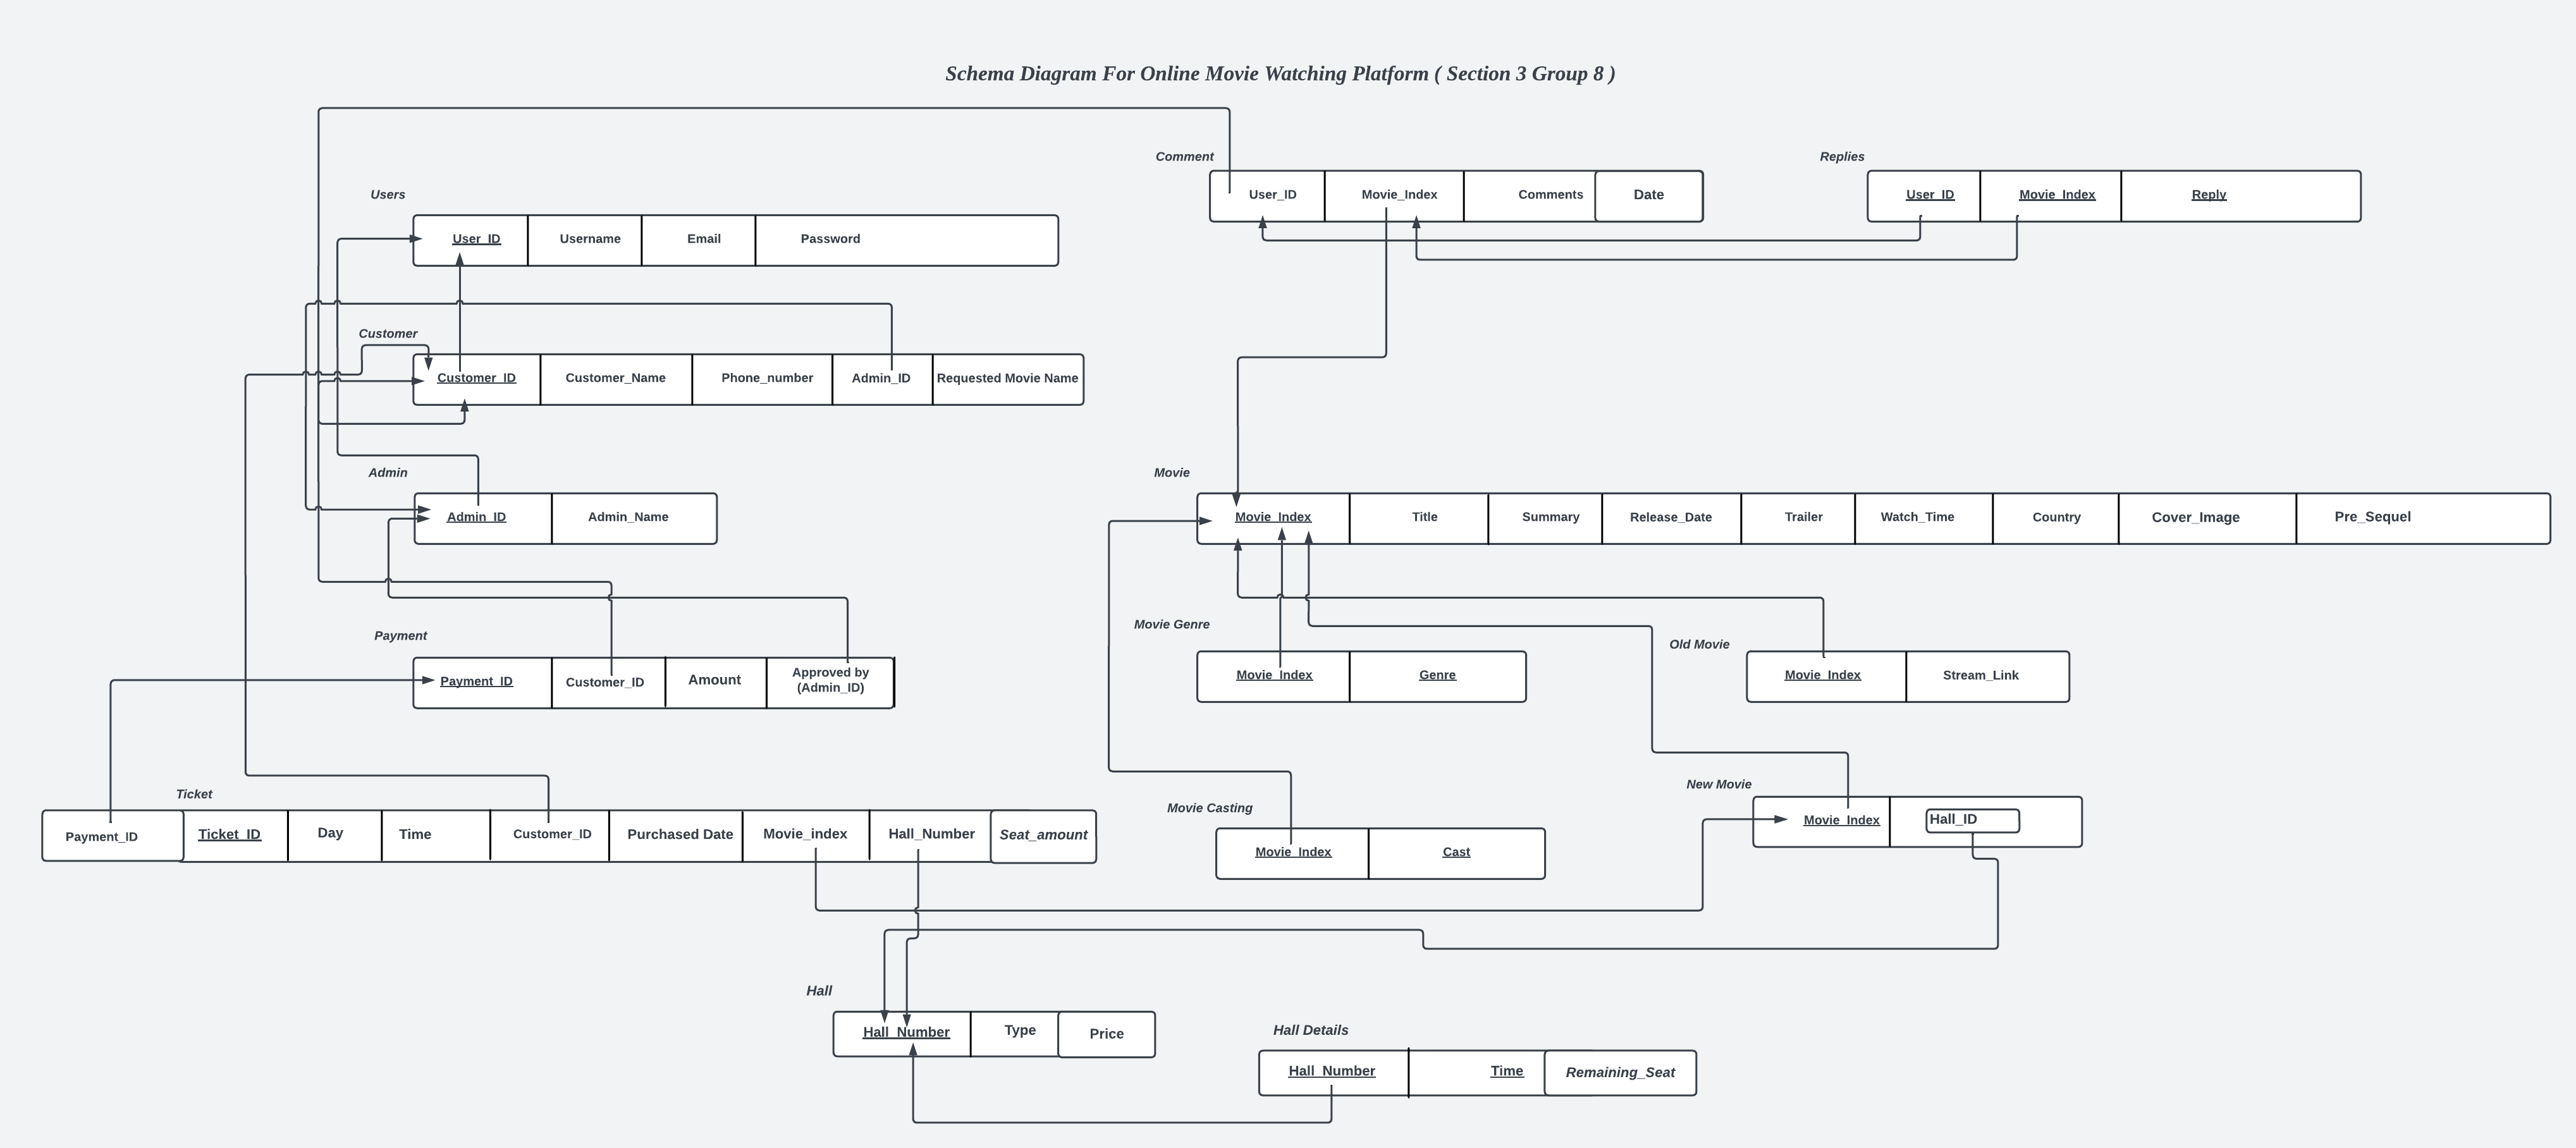 Schema Diagram For Online Movie Watching Platform ( Section 3 Group 8 )
Comment
User_ID Movie_Index Comments Date
Replies
User_ID Movie_Index Reply
Users
User_ID Username Email Password
Customer
Customer_ID Customer_Name Phone_number Admin_ID Requested Movie Name
Admin
Admin_ID Admin_Name
Movie
Movie_Index Title Summary Release_Date Trailer Watch_Time Country Cover_Image Pre_Sequel
Movie Genre
Movie_Index Genre
Old Movie
Movie_Index Stream_Link
Payment
Payment_ID Customer_ID Amount Approved by
(Admin_ID)
Ticket
Payment_ID Ticket_ID Day Time Customer_ID Purchased Date Movie_index Hall_Number Seat_amount
Movie Casting
Movie_Index Cast
New Movie
Movie_Index Hall_ID
Hall
Hall_Number Type Price
Hall Details
Hall_Number Time Remaining_Seat